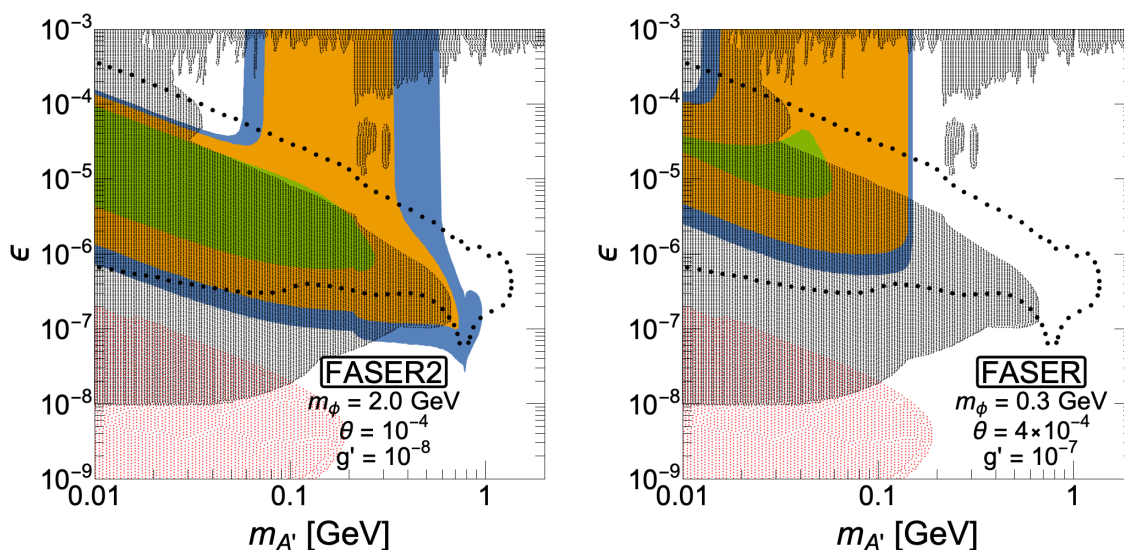 10⁻³
10⁻⁴
10⁻⁵
10⁻⁶
10⁻⁷
10⁻⁸
10⁻⁹
ϵ
0.01
0.1
1
m_A' [GeV]
FASER2
m_ϕ = 2.0 GeV
θ = 10⁻⁴
g' = 10⁻⁸
10⁻³
10⁻⁴
10⁻⁵
10⁻⁶
10⁻⁷
10⁻⁸
10⁻⁹
ϵ
0.01
0.1
1
m_A' [GeV]
FASER
m_ϕ = 0.3 GeV
θ = 4×10⁻⁴
g' = 10⁻⁷